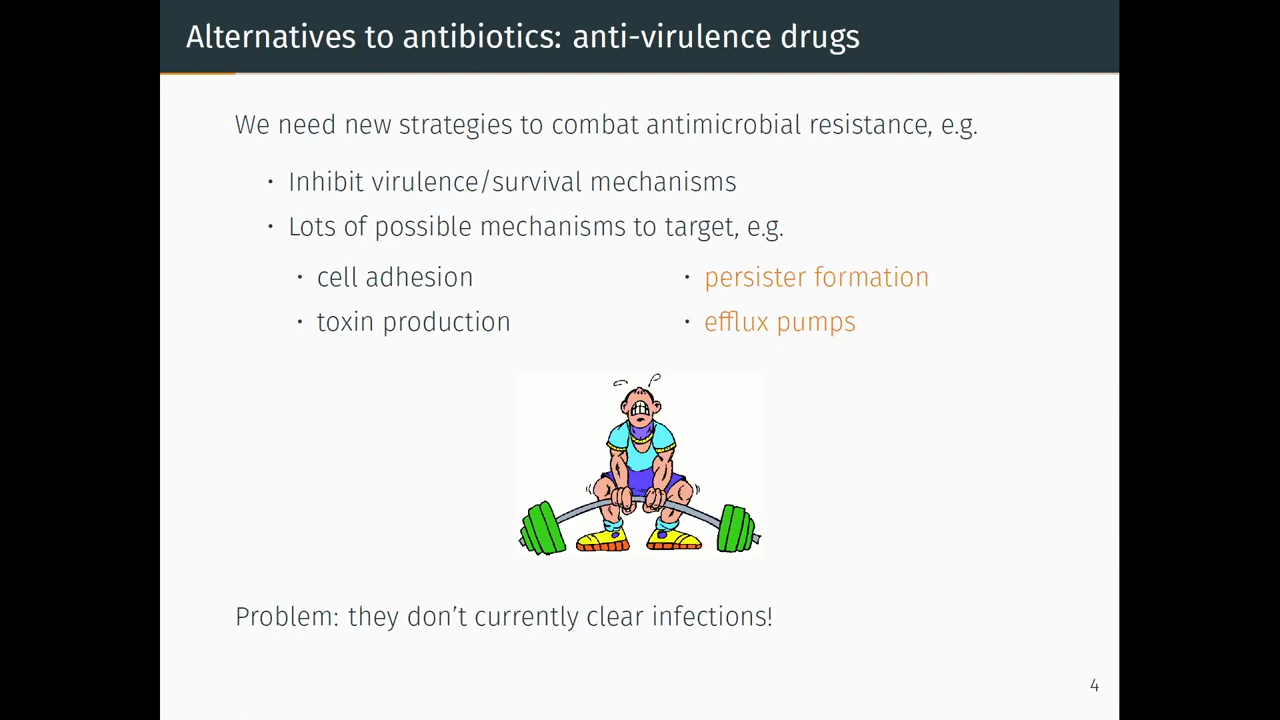 Alternatives to antibiotics: anti-virulence drugs
We need new strategies to combat antimicrobial resistance, e.g.
· Inhibit virulence/survival mechanisms
· Lots of possible mechanisms to target, e.g.
· cell adhesion
· toxin production
· persister formation
· efflux pumps
Problem: they don't currently clear infections!
4